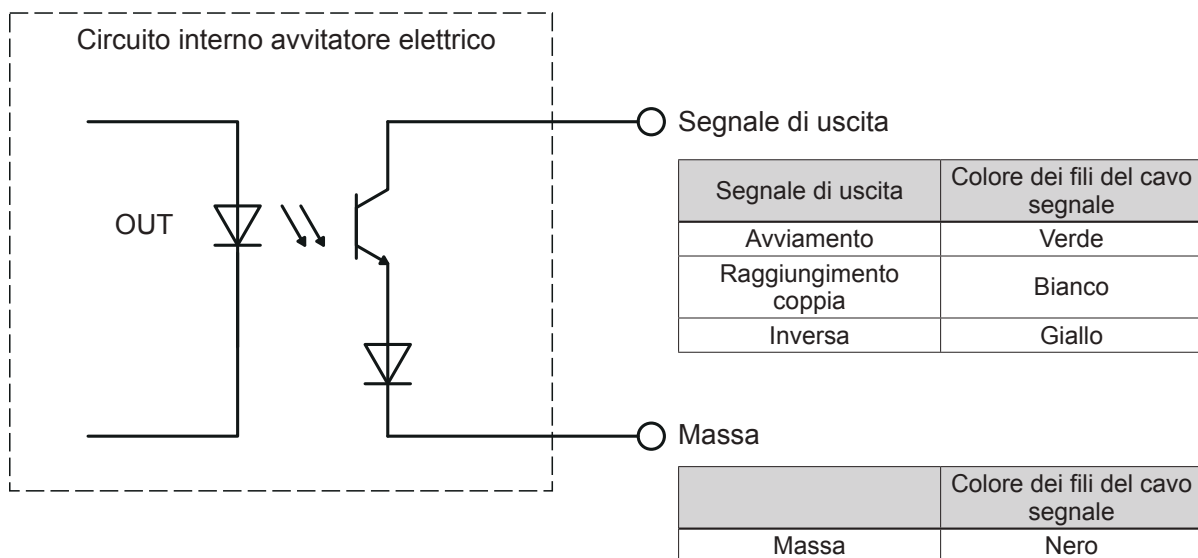 Circuito interno avvitatore elettrico
OUT
Segnale di uscita
Segnale di uscita
Colore dei fili del cavo
segnale
Avviamento
Verde
Raggiungimento
coppia
Bianco
Inversa
Giallo
Massa
Colore dei fili del cavo
segnale
Massa
Nero